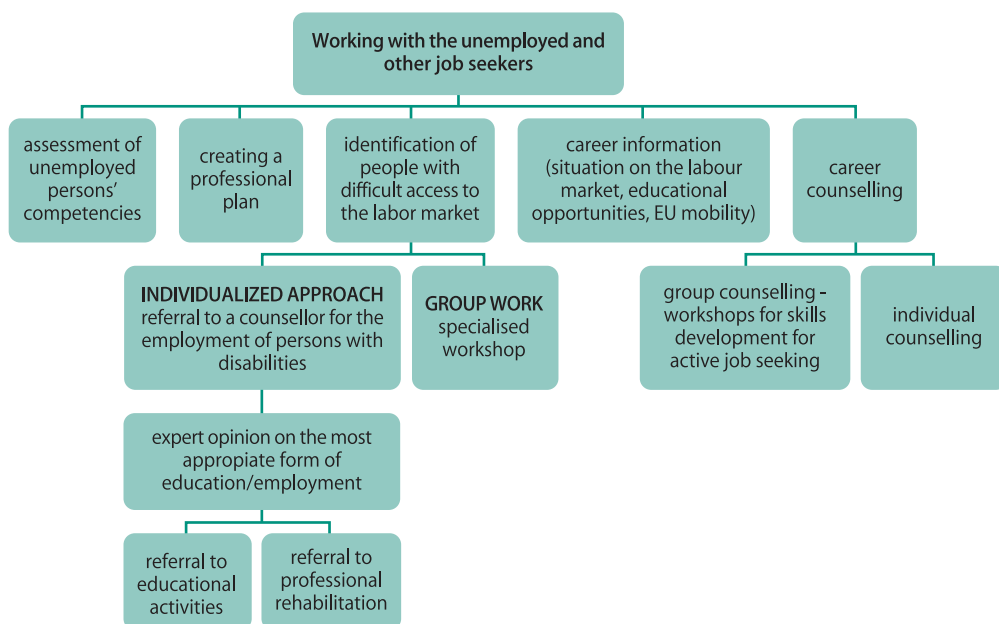 Working with the unemployed and
other job seekers
assessment of
unemployed
persons’
competencies
creating a
professional
plan
identification of
people with
difficult access to
the labor market
career information
(situation on the labour
market, educational
opportunities, EU mobility)
career
counselling
INDIVIDUALIZED APPROACH
referral to a counsellor for the
employment of persons with
disabilities
GROUP WORK
specialised
workshop
group counselling -
workshops for skills
development for
active job seeking
individual
counselling
expert opinion on the most
appropiate form of
education/employment
referral to
educational
activities
referral to
professional
rehabilitation